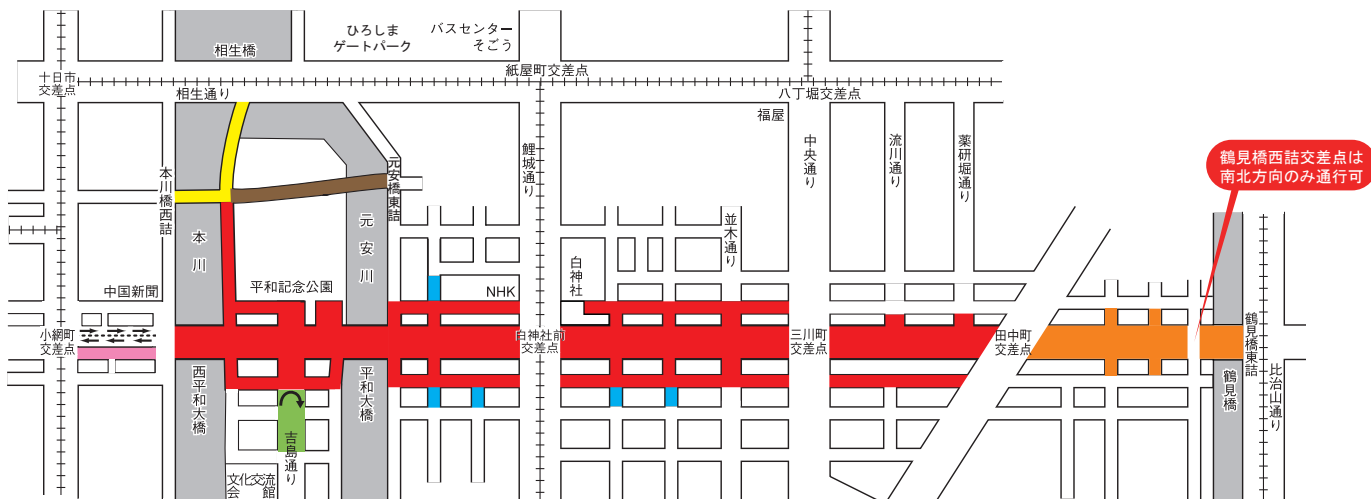 ひろしま
ゲートパーク
バスセンター
そごう
相生橋
紙屋町交差点
十日市
交差点
相生通り
八丁堀交差点
福屋
鯉城通り
中央通り
流川通り
薬研堀通り
鶴見橋西詰交差点は
南北方向のみ通行可
本川橋西詰
元安橋東詰
本川
元安川
並木通り
白神社
中国新聞
平和記念公園
NHK
小網町
交差点
白神社前
交差点
三川町
交差点
田中町
交差点
鶴見橋東詰
西平和大橋
平和大橋
鶴見橋
比治山通り
吉島通り
文化交流
会館